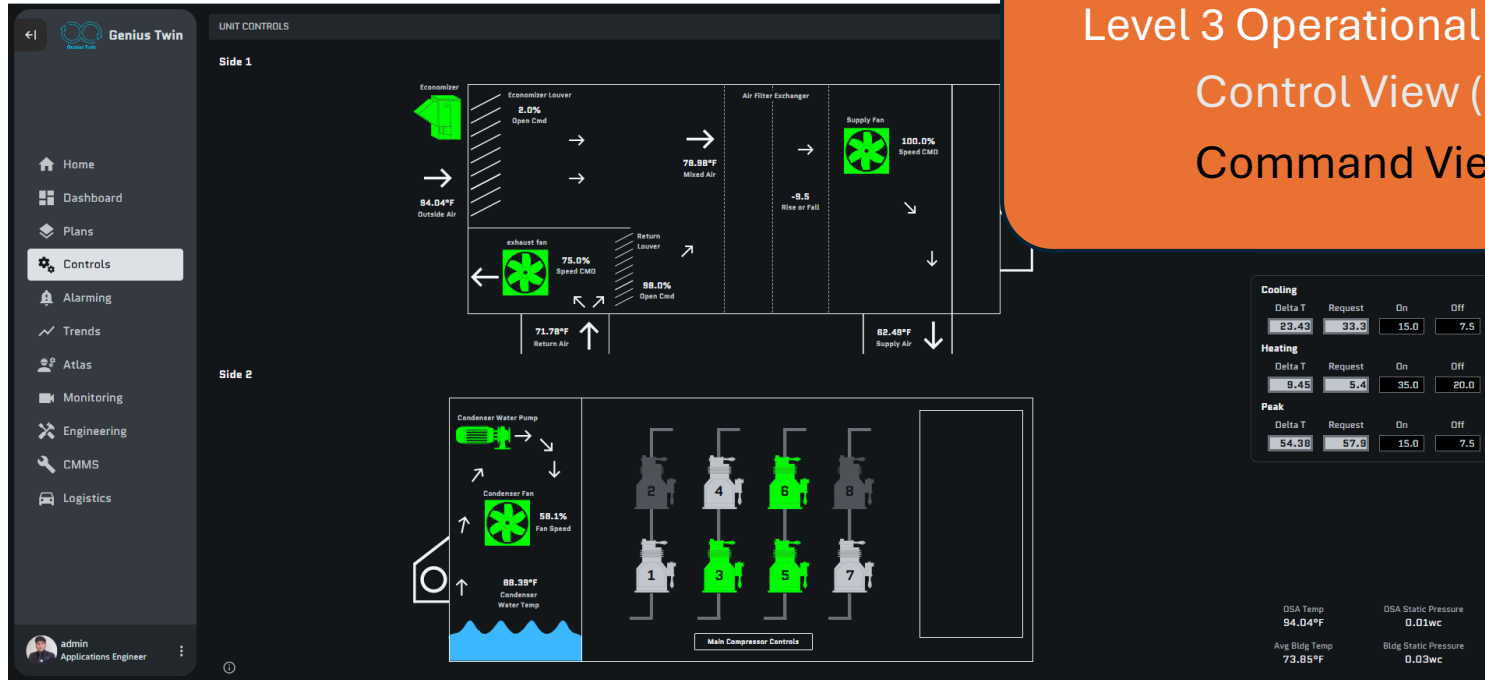 Level 3 Operational
Control View (
Command Vie
Genius Twin
Genius Twin
Home
Dashboard
Plans
Controls
Alarming
Trends
Atlas
Monitoring
Engineering
CMMS
Logistics
admin
Applications Engineer
UNIT CONTROLS
Side 1
Economizer
Economizer Louver
2.0%
Open Cmd
94.04°F
Outside Air
78.98°F
Mixed Air
Air Filter Exchanger
-9.5
Rise or Fall
Supply Fan
100.0%
Speed CMD
exhaust fan
75.0%
Speed CMD
Return
Louver
98.0%
Open Cmd
71.78°F
Return Air
62.49°F
Supply Air
Side 2
Condenser Water Pump
Condenser Fan
58.1%
Fan Speed
88.39°F
Condenser
Water Temp
2 4 6 8
1 3 5 7
Main Compressor Controls
Cooling
Delta T Request On Off
23.43 33.3 15.0 7.5
Heating
Delta T Request On Off
9.45 5.4 35.0 20.0
Peak
Delta T Request On Off
54.38 57.9 15.0 7.5
OSA Temp OSA Static Pressure
94.04°F 0.01wc
Avg Bldg Temp Bldg Static Pressure
73.85°F 0.03wc